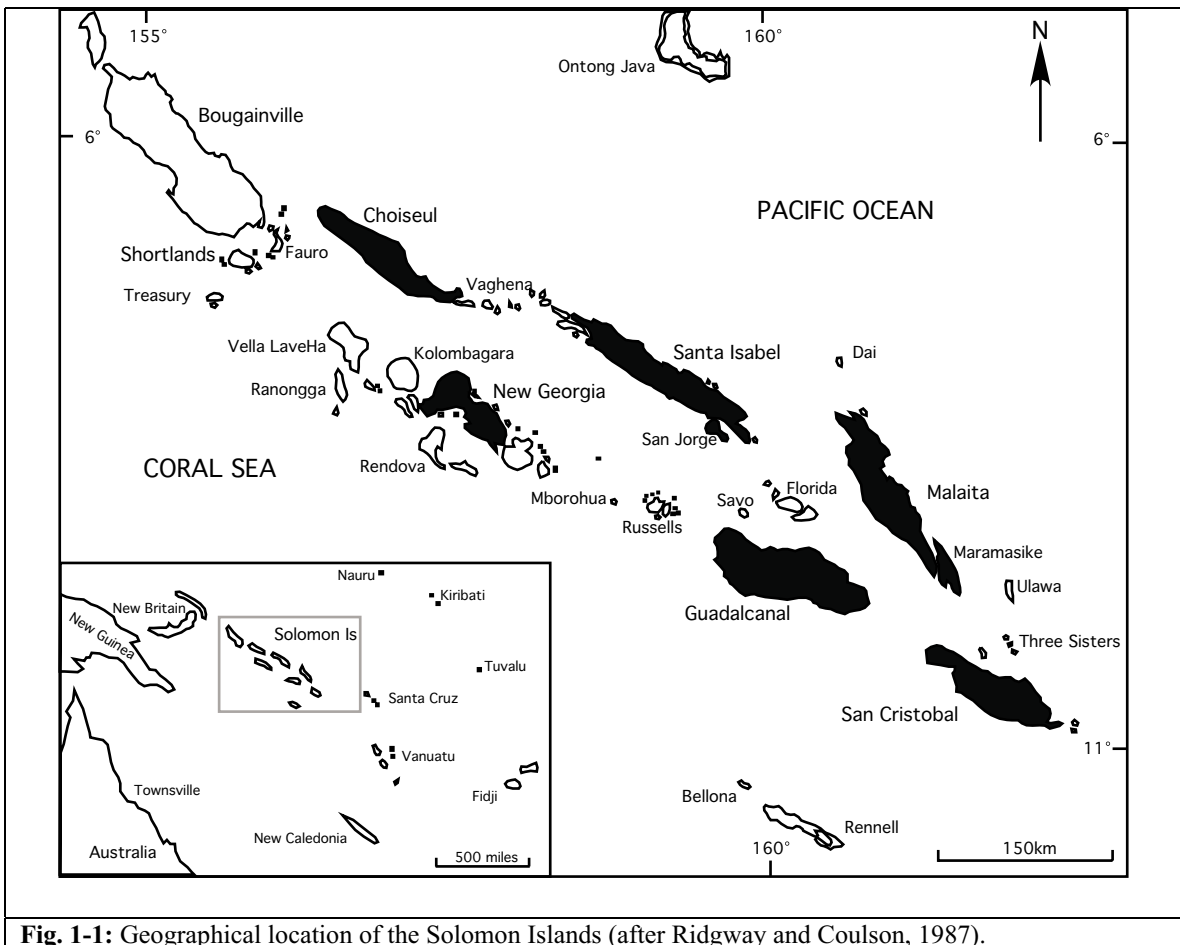 155°
160°
N
Ontong Java
Bougainville
6°
6°
PACIFIC OCEAN
Choiseul
Shortlands
Fauro
Treasury
Vaghena
Vella LaveHa
Kolombagara
Santa Isabel
Dai
Ranongga
New Georgia
San Jorge
CORAL SEA
Rendova
Mborohua
Russells
Savo
Florida
Malaita
Maramasike
Ulawa
Guadalcanal
Three Sisters
San Cristobal
11°
Bellona
Rennell
160°
150km
Nauru
Kiribati
New Britain
New Guinea
Solomon Is
Tuvalu
Santa Cruz
Vanuatu
Fidji
Townsville
New Caledonia
Australia
500 miles
Fig. 1-1: Geographical location of the Solomon Islands (after Ridgway and Coulson, 1987).